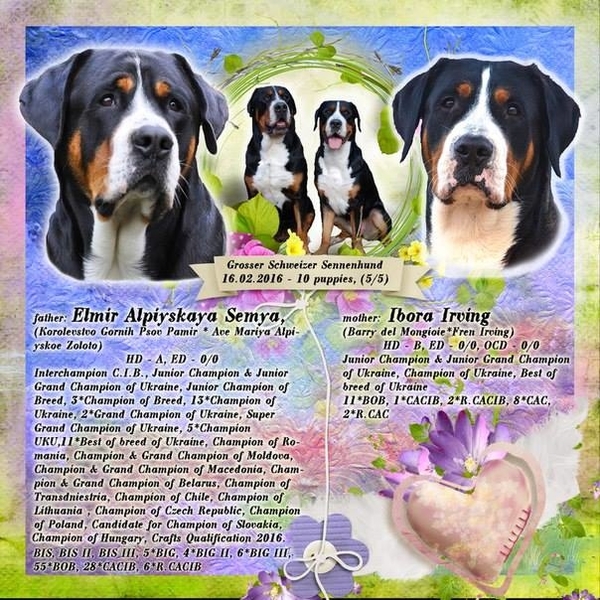 Grosser Schweizer Sennenhund
16.02.2016 - 10 puppies, (5/5)
father: Elmir Alpiyskaya Semya,
(Korolevstvo Gornih Psov Pamir * Ave Mariya Alpi-
yskoe Zoloto)
HD - A, ED - 0/0
Interchampion C.I.B., Junior Champion & Junior
Grand Champion of Ukraine, Junior Champion of
Breed, 3*Champion of Breed, 13*Champion of
Ukraine, 2*Grand Champion of Ukraine, Super
Grand Champion of Ukraine, 5*Champion
UKU,11*Best of breed of Ukraine, Champion of Ro-
mania, Champion & Grand Champion of Moldova,
Champion & Grand Champion of Macedonia, Cham-
pion & Grand Champion of Belarus, Champion of
Transdniestria, Champion of Chile, Champion of
Lithuania , Champion of Czech Republic, Champion
of Poland, Candidate for Champion of Slovakia,
Champion of Hungary, Crafts Qualification 2016.
BIS, BIS II, BIS III, 5*BIG, 4*BIG II, 6*BIG III,
55*BOB, 28*CACIB, 6*R.CACIB
mother: Ibora Irving
(Barry del Mongioie*Fren Irving)
HD - B, ED - 0/0, OCD - 0/0
Junior Champion & Junior Grand Champion
of Ukraine, Champion of Ukraine, Best of
breed of Ukraine
11*BOB, 1*CACIB, 2*R.CACIB, 8*CAC,
2*R.CAC